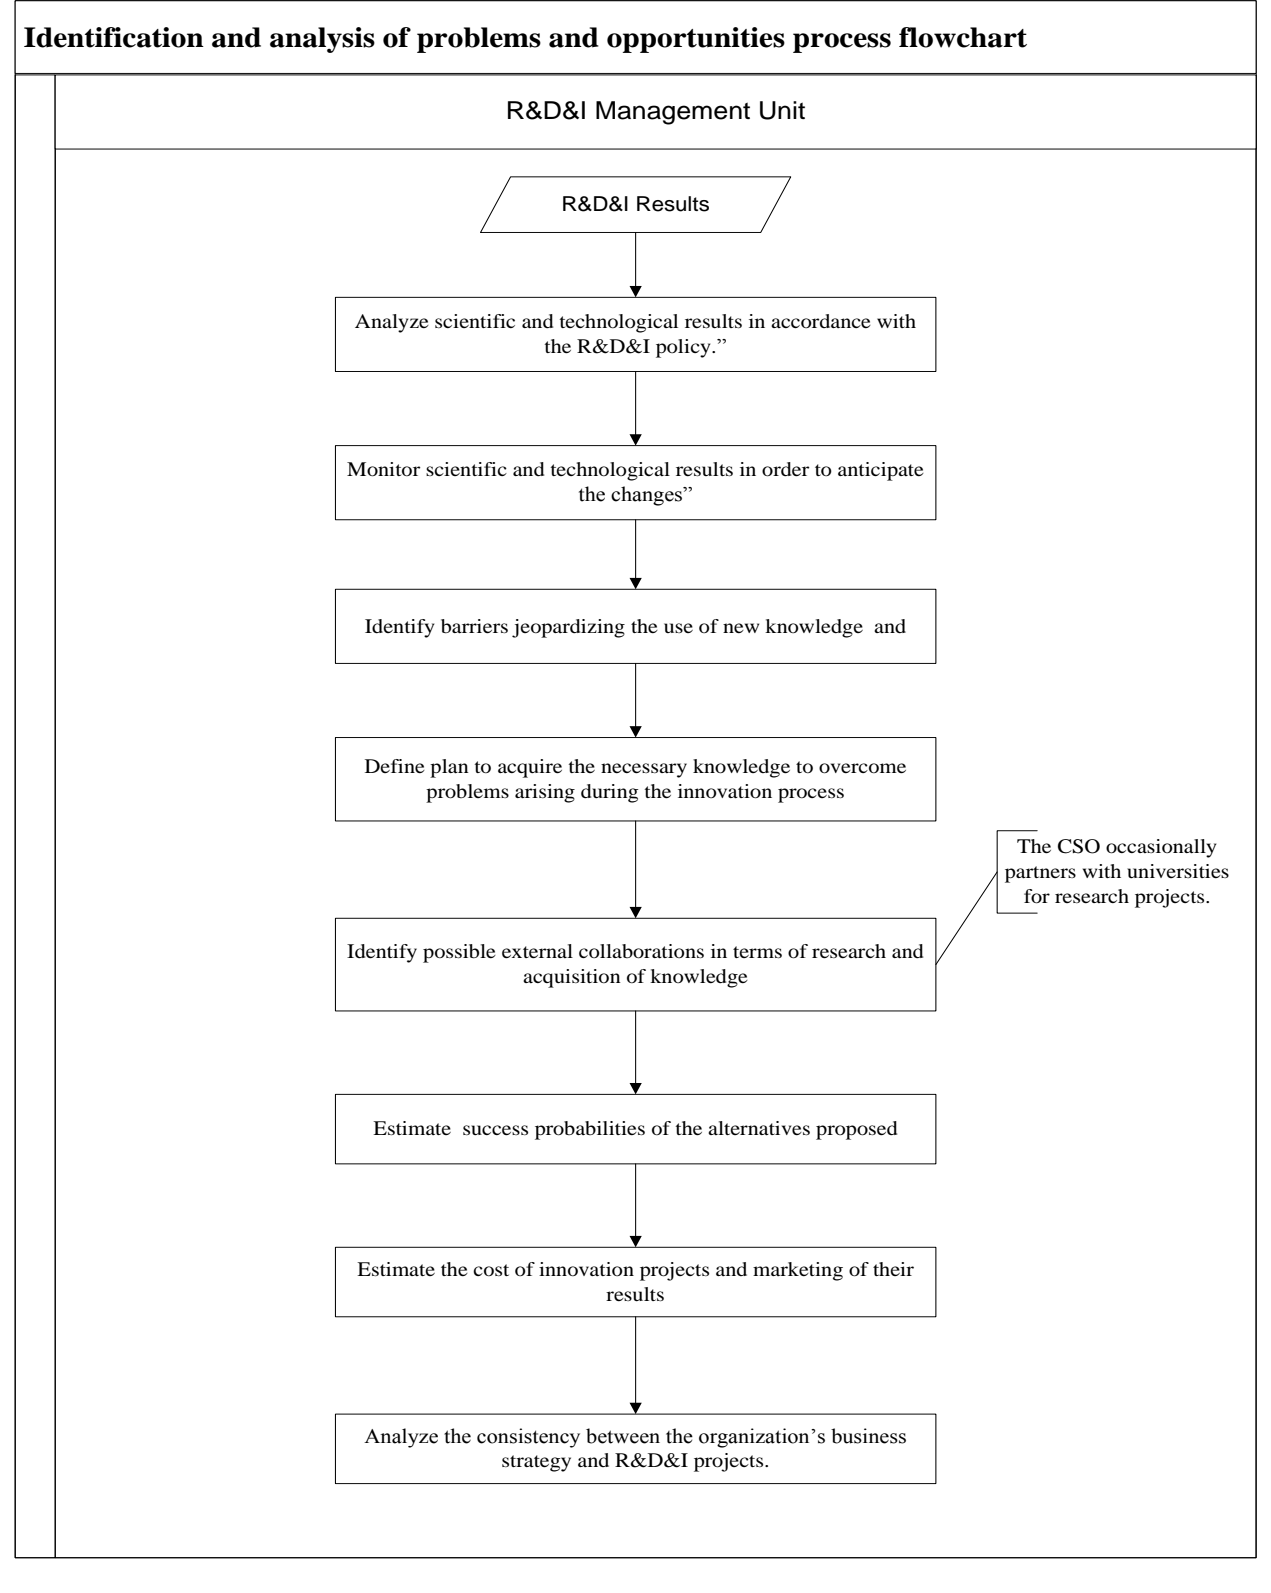 Identification and analysis of problems and opportunities process flowchart
R&D&I Management Unit
R&D&I Results
Analyze scientific and technological results in accordance with
the R&D&I policy.”
Monitor scientific and technological results in order to anticipate
the changes”
Identify barriers jeopardizing the use of new knowledge  and
Define plan to acquire the necessary knowledge to overcome
problems arising during the innovation process
The CSO occasionally
partners with universities
for research projects.
Identify possible external collaborations in terms of research and
acquisition of knowledge
Estimate  success probabilities of the alternatives proposed
Estimate the cost of innovation projects and marketing of their
results
Analyze the consistency between the organization’s business
strategy and R&D&I projects.